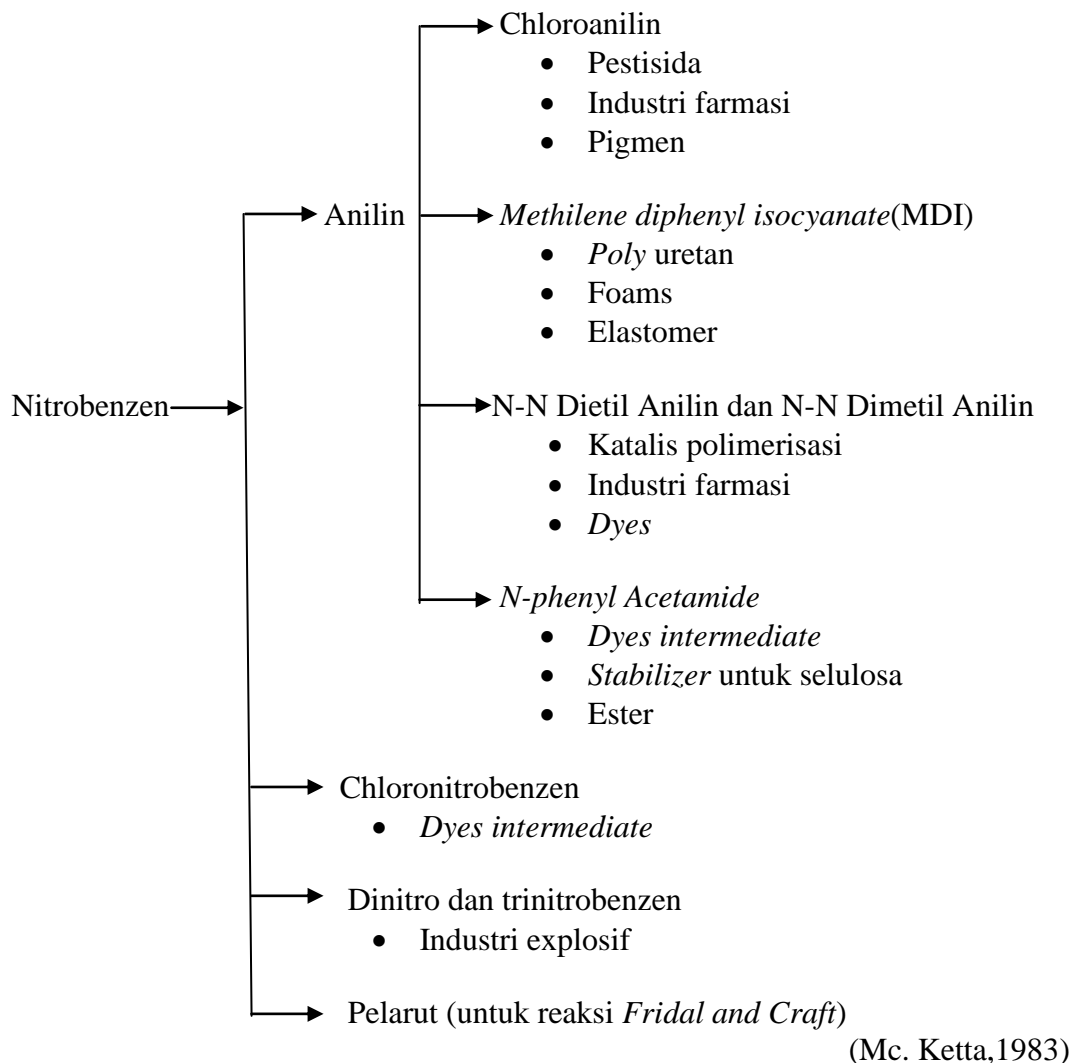 Chloroanilin
• Pestisida
• Industri farmasi
• Pigmen
Anilin
Methilene diphenyl isocyanate(MDI)
• Poly uretan
• Foams
• Elastomer
Nitrobenzen
N-N Dietil Anilin dan N-N Dimetil Anilin
• Katalis polimerisasi
• Industri farmasi
• Dyes
N-phenyl Acetamide
• Dyes intermediate
• Stabilizer untuk selulosa
• Ester
Chloronitrobenzen
• Dyes intermediate
Dinitro dan trinitrobenzen
• Industri explosif
Pelarut (untuk reaksi Fridal and Craft)
(Mc. Ketta,1983)